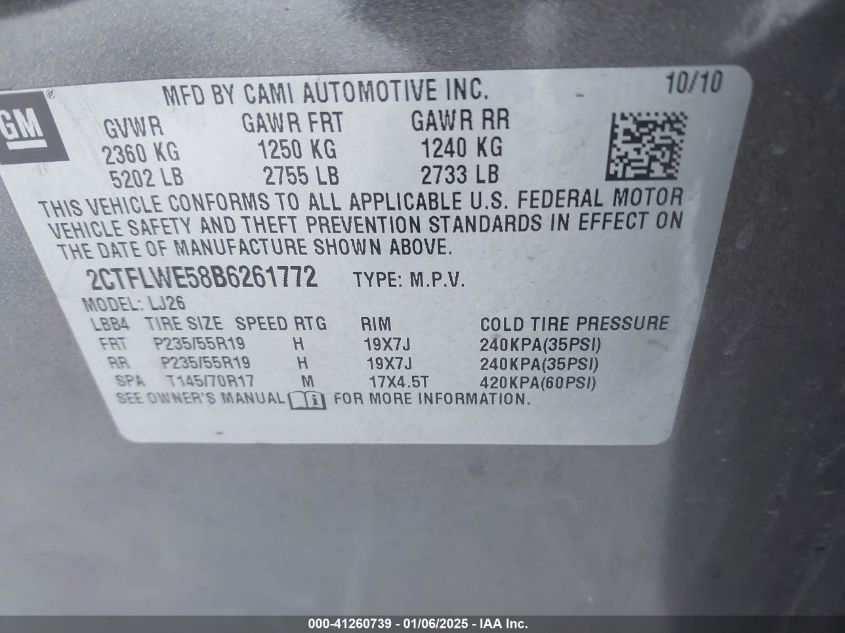 GM®
MFD BY CAMI AUTOMOTIVE INC. 10/10
GVWR GAWR FRT GAWR RR
2360 KG 1250 KG 1240 KG
5202 LB 2755 LB 2733 LB
THIS VEHICLE CONFORMS TO ALL APPLICABLE U.S. FEDERAL MOTOR
VEHICLE SAFETY AND THEFT PREVENTION STANDARDS IN EFFECT ON
THE DATE OF MANUFACTURE SHOWN ABOVE.
2CTFLWE58B6261772 TYPE: M.P.V.
MODEL: LJ26
LBB4 TIRE SIZE SPEED RTG RIM COLD TIRE PRESSURE
FRT P235/55R19 H 19X7J 240KPA(35PSI)
RR P235/55R19 H 19X7J 240KPA(35PSI)
SPA T145/70R17 M 17X4.5T 420KPA(60PSI)
SEE OWNER'S MANUAL i FOR MORE INFORMATION.
000-41260739 - 01/06/2025 - IAA Inc.